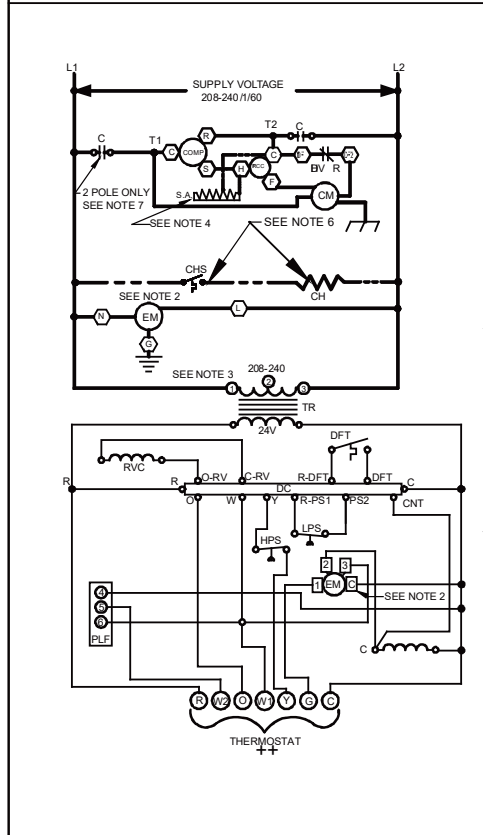 L1 L2
SUPPLY VOLTAGE
208-240 /1/60
C T1 C COMP R T2 C
S H C F
2 POLE ONLY
SEE NOTE 7
S.A.
CM
SEE NOTE 4
SEE NOTE 6
CHS
CH
SEE NOTE 2
N EM L
G
SEE NOTE 3 208-240
1 2 3
TR
24V
DFT
RVC
R R O-RV C-RV R-DFT DFT C
DC
O W Y R-PS1 PS2 CNT
LPS
HPS
2 3
1 EM C
SEE NOTE 2
4
5
6
PLF
C
R W2 O W1 Y G C
THERMOSTAT
++